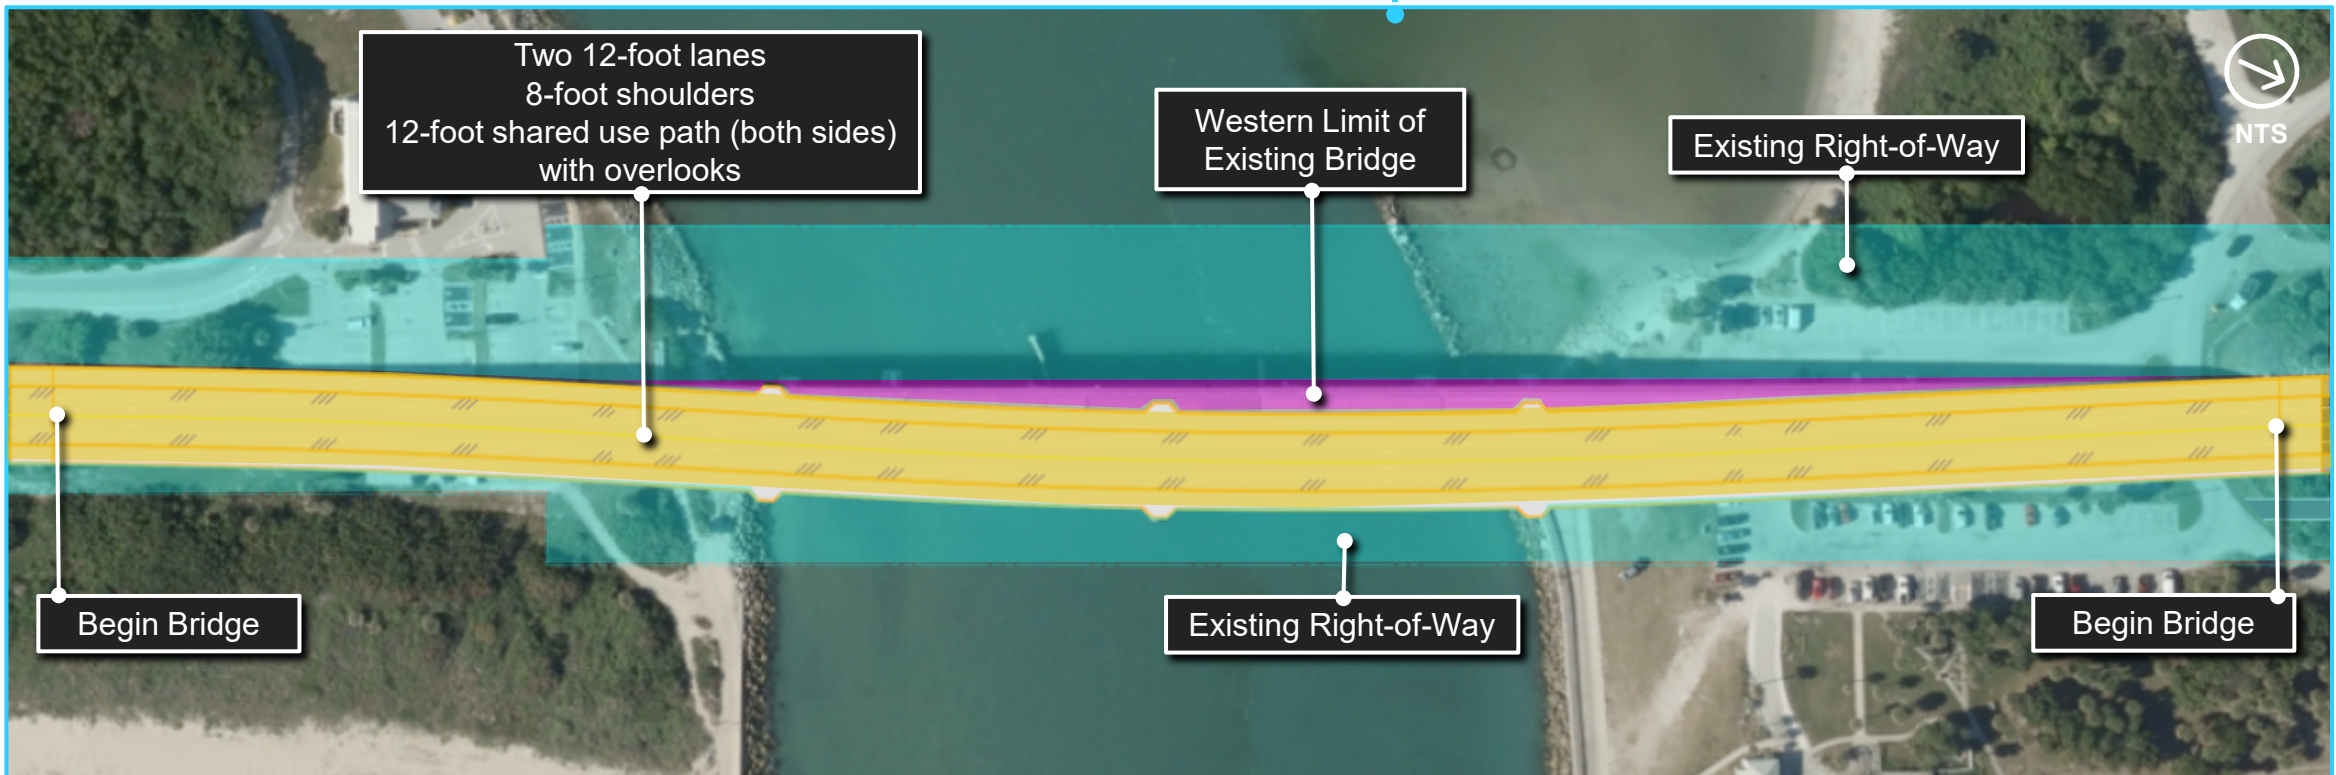 Two 12-foot lanes
8-foot shoulders
12-foot shared use path (both sides)
with overlooks
Western Limit of
Existing Bridge
Existing Right-of-Way
NTS
Begin Bridge
Existing Right-of-Way
Begin Bridge